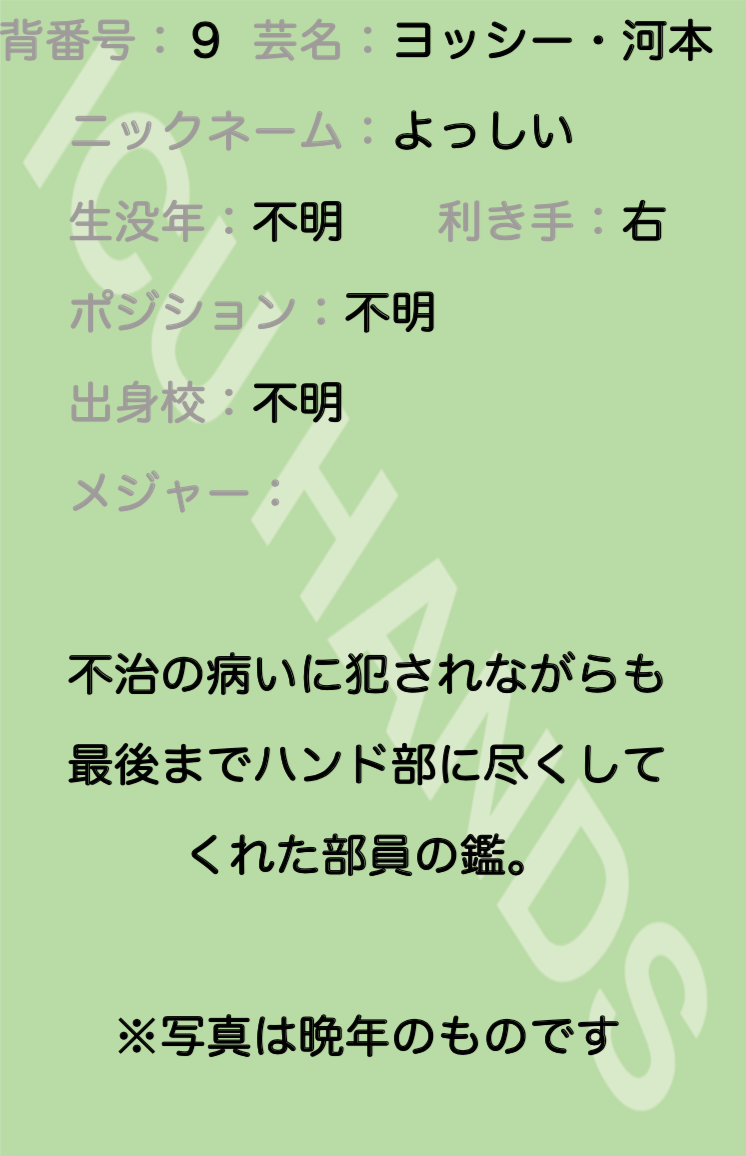 背番号：９ 芸名：ヨッシー・河本
ニックネーム：よっしい
生没年：不明　　利き手：右
ポジション：不明
出身校：不明
メジャー：
不治の病いに犯されながらも
最後までハンド部に尽くして
くれた部員の鑑。
※写真は晩年のものです
ICU HANDS